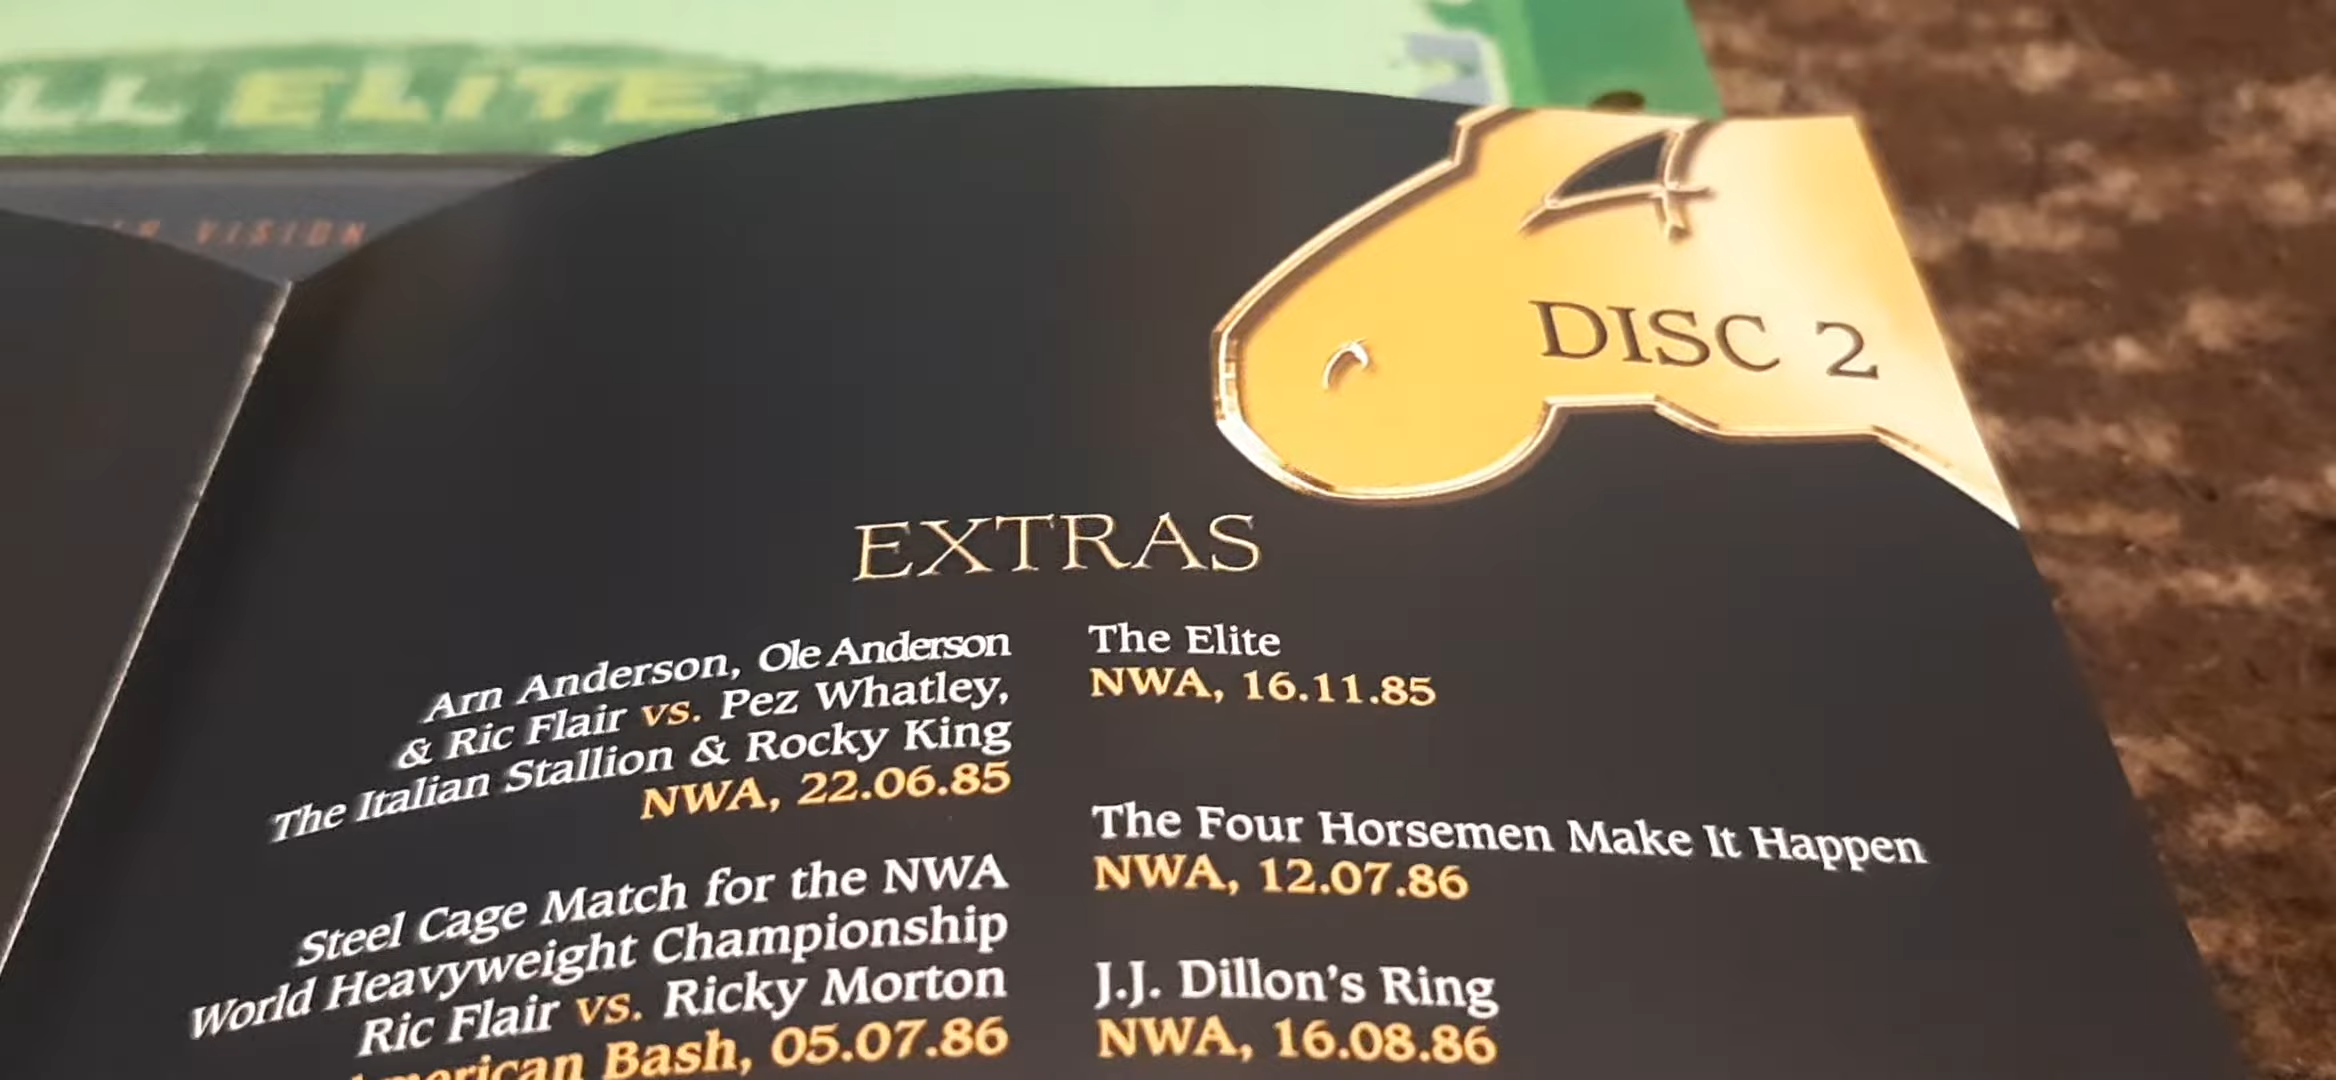 LL ELITE
VISION
DISC 2
EXTRAS
Arn Anderson, Ole Anderson
& Ric Flair vs. Pez Whatley,
The Italian Stallion & Rocky King
NWA, 22.06.85
Steel Cage Match for the NWA
World Heavyweight Championship
Ric Flair vs. Ricky Morton
American Bash, 05.07.86
The Elite
NWA, 16.11.85
The Four Horsemen Make It Happen
NWA, 12.07.86
J.J. Dillon's Ring
NWA, 16.08.86